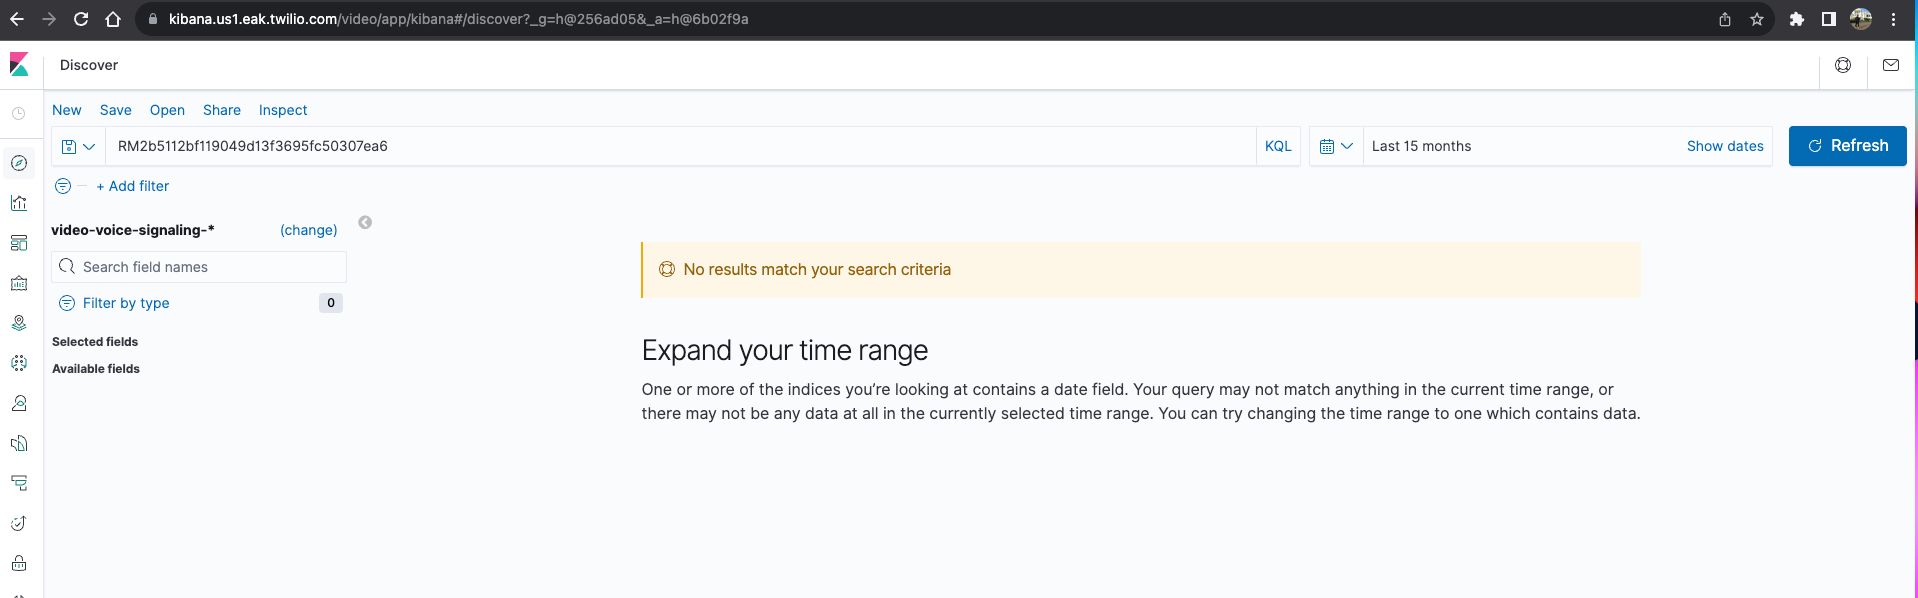 kibana.us1.eak.twilio.com/video/app/kibana#/discover?_g=h@256ad05&_a=h@6b02f9a
Discover
New Save Open Share Inspect
RM2b5112bf119049d13f3695fc50307ea6 KQL Last 15 months Show dates Refresh
+ Add filter
video-voice-signaling-* (change)
Search field names
Filter by type 0
Selected fields
Available fields
No results match your search criteria
Expand your time range
One or more of the indices you’re looking at contains a date field. Your query may not match anything in the current time range, or
there may not be any data at all in the currently selected time range. You can try changing the time range to one which contains data.